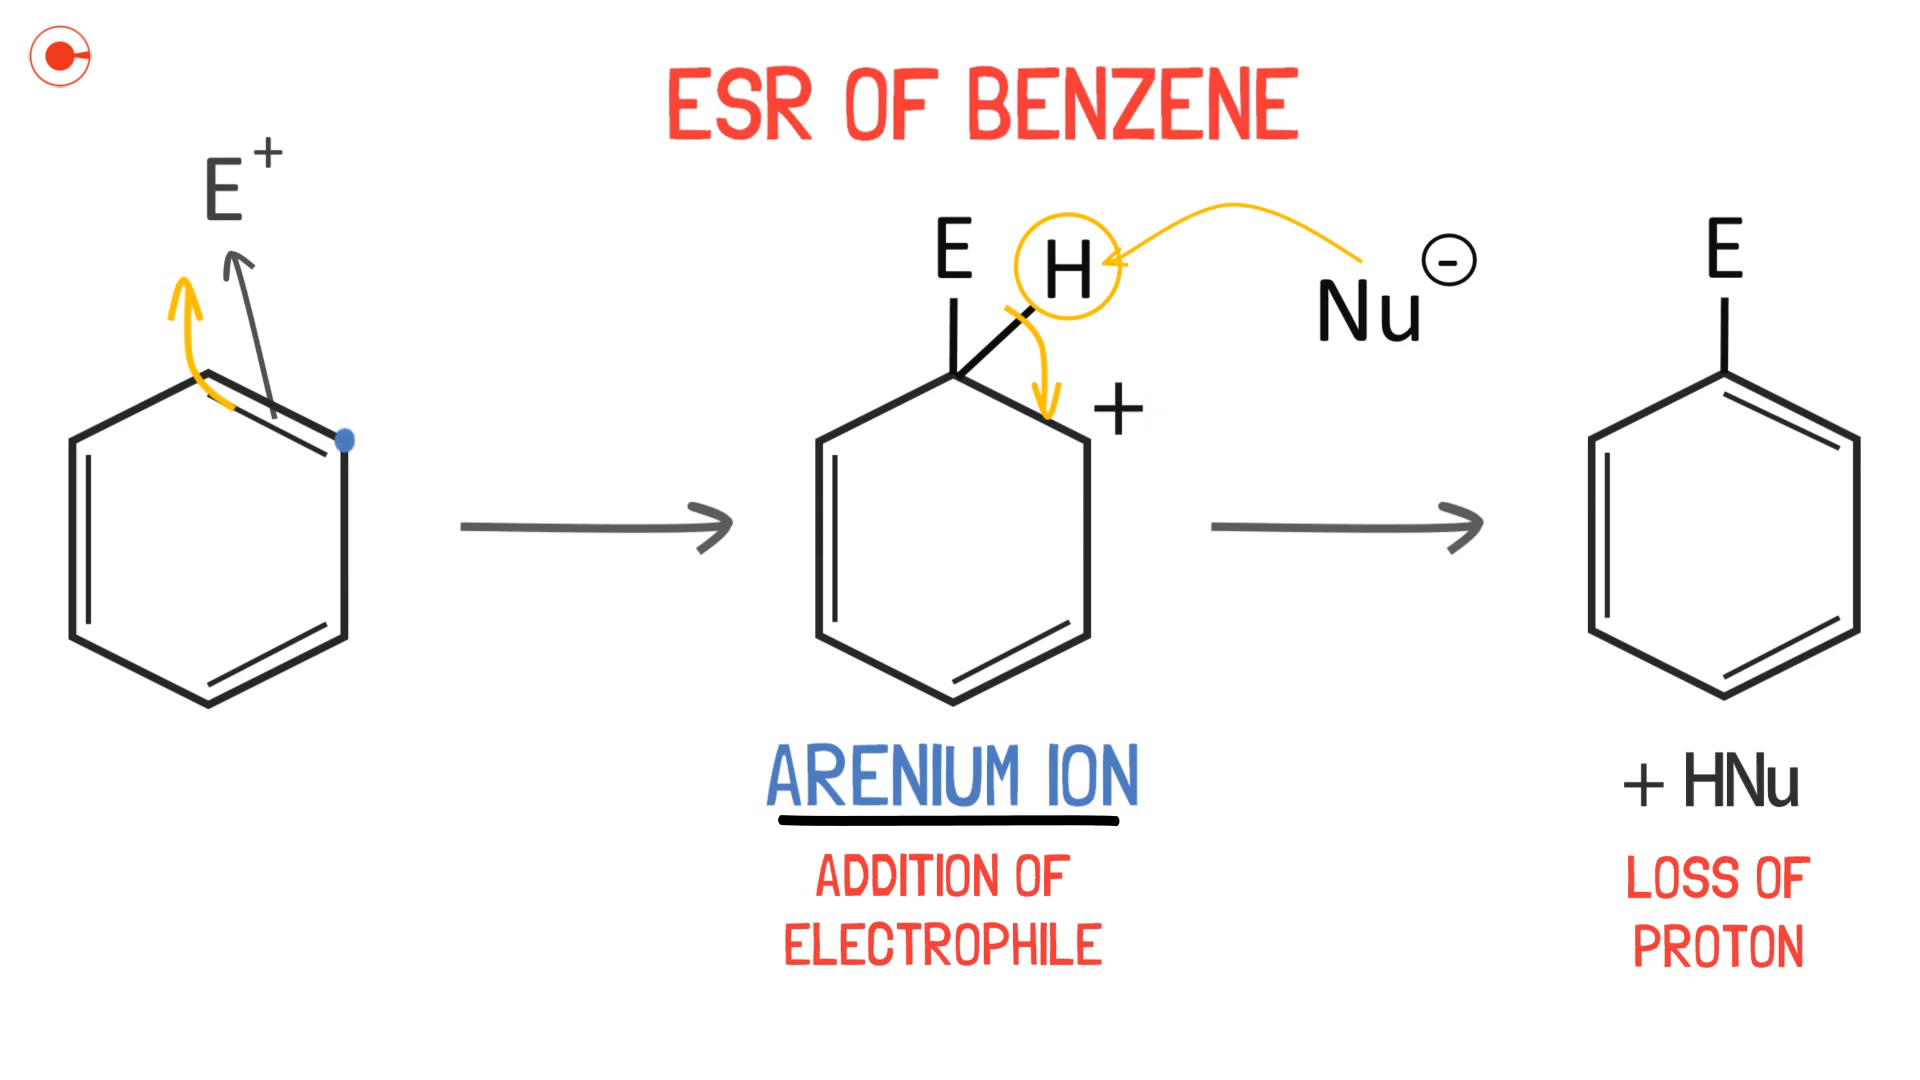 ESR OF BENZENE
E+
E H
Nu-
+
E
ARENIUM ION
ADDITION OF
ELECTROPHILE
+ HNu
LOSS OF
PROTON